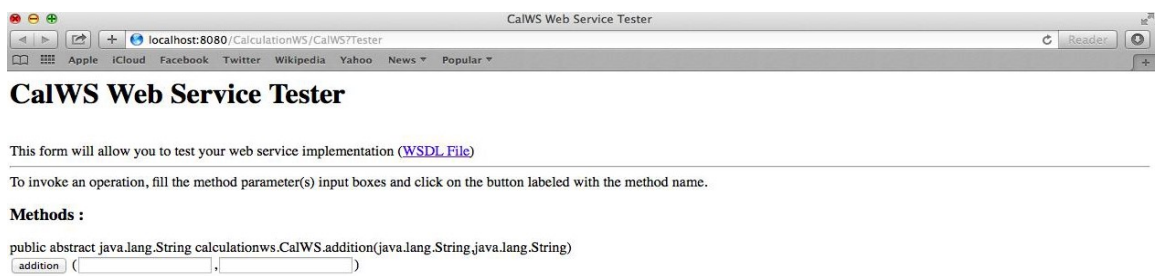 CalWS Web Service Tester
localhost:8080/CalculationWS/CalWS?Tester
Reader
Apple iCloud Facebook Twitter Wikipedia Yahoo News Popular
CalWS Web Service Tester
This form will allow you to test your web service implementation (WSDL File)
To invoke an operation, fill the method parameter(s) input boxes and click on the button labeled with the method name.
Methods :
public abstract java.lang.String calculationws.CalWS.addition(java.lang.String,java.lang.String)
addition ( , )